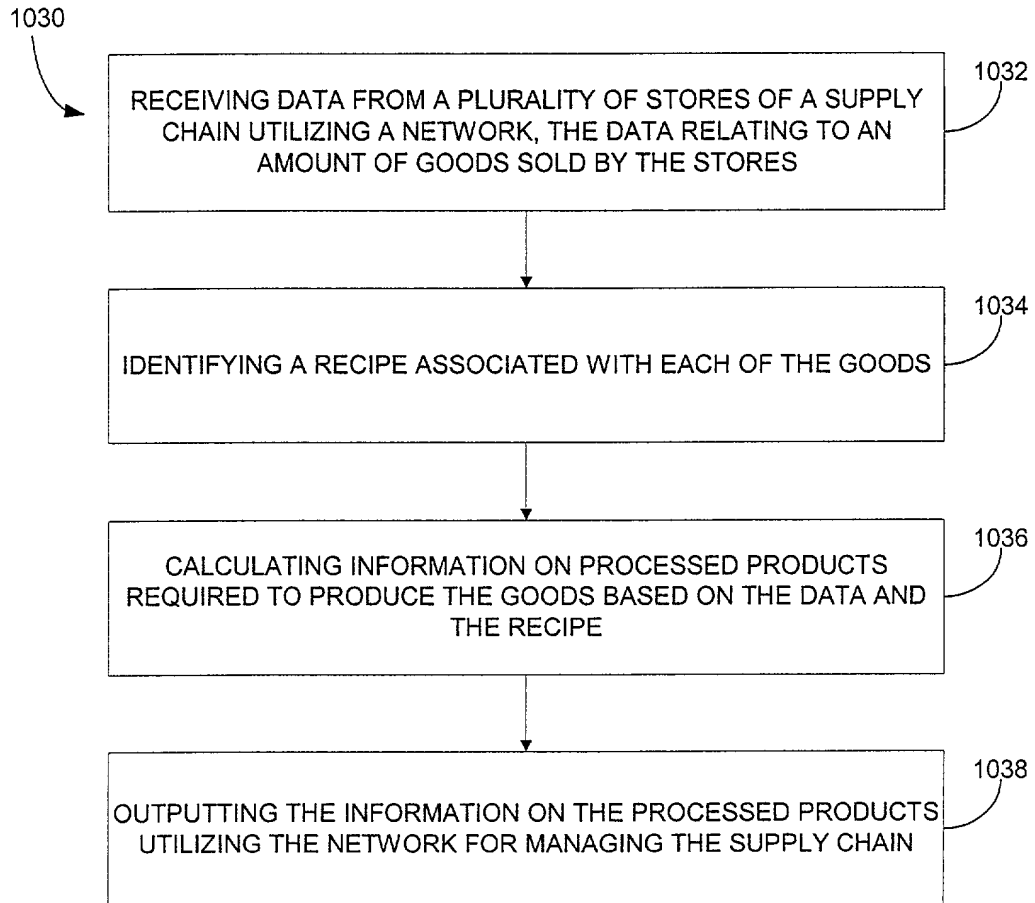 1030
1032
RECEIVING DATA FROM A PLURALITY OF STORES OF A SUPPLY
CHAIN UTILIZING A NETWORK, THE DATA RELATING TO AN
AMOUNT OF GOODS SOLD BY THE STORES
1034
IDENTIFYING A RECIPE ASSOCIATED WITH EACH OF THE GOODS
1036
CALCULATING INFORMATION ON PROCESSED PRODUCTS
REQUIRED TO PRODUCE THE GOODS BASED ON THE DATA AND
THE RECIPE
1038
OUTPUTTING THE INFORMATION ON THE PROCESSED PRODUCTS
UTILIZING THE NETWORK FOR MANAGING THE SUPPLY CHAIN